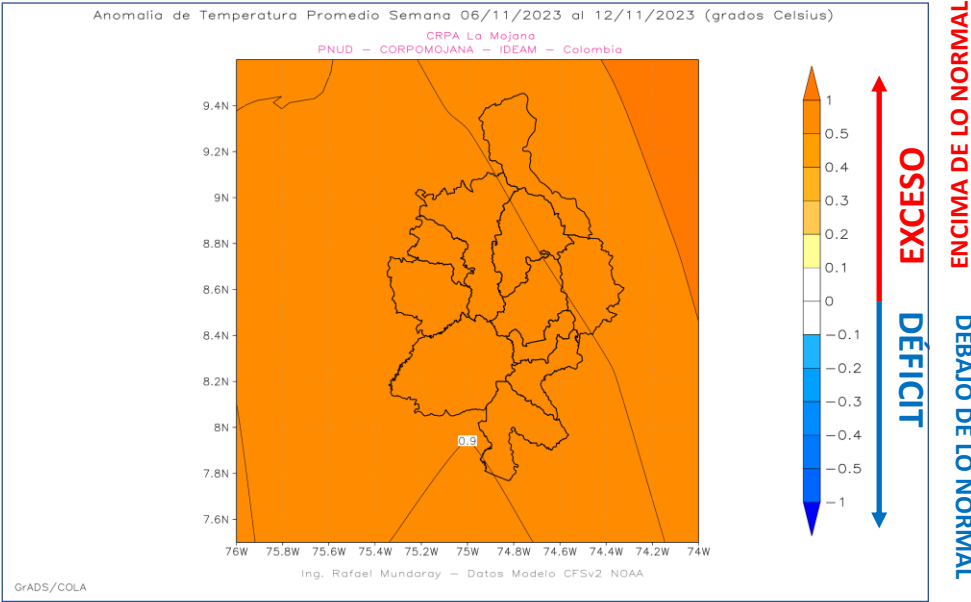 Anomalia de Temperatura Promedio Semana 06/11/2023 al 12/11/2023 (grados Celsius)
CRPA La Mojana
PNUD – CORPOMOJANA – IDEAM – Colombia
9.4N
9.2N
9N
8.8N
8.6N
8.4N
8.2N
8N
7.8N
7.6N
0.9
76W 75.8W 75.6W 75.4W 75.2W 75W 74.8W 74.6W 74.4W 74.2W 74W
1
0.5
0.4
0.3
0.2
0.1
0
−0.1
−0.2
−0.3
−0.4
−0.5
−1
EXCESO
DÉFICIT
ENCIMA DE LO NORMAL
DEBAJO DE LO NORMAL
Ing. Rafael Mundaray – Datos Modelo CFSv2 NOAA
GrADS/COLA